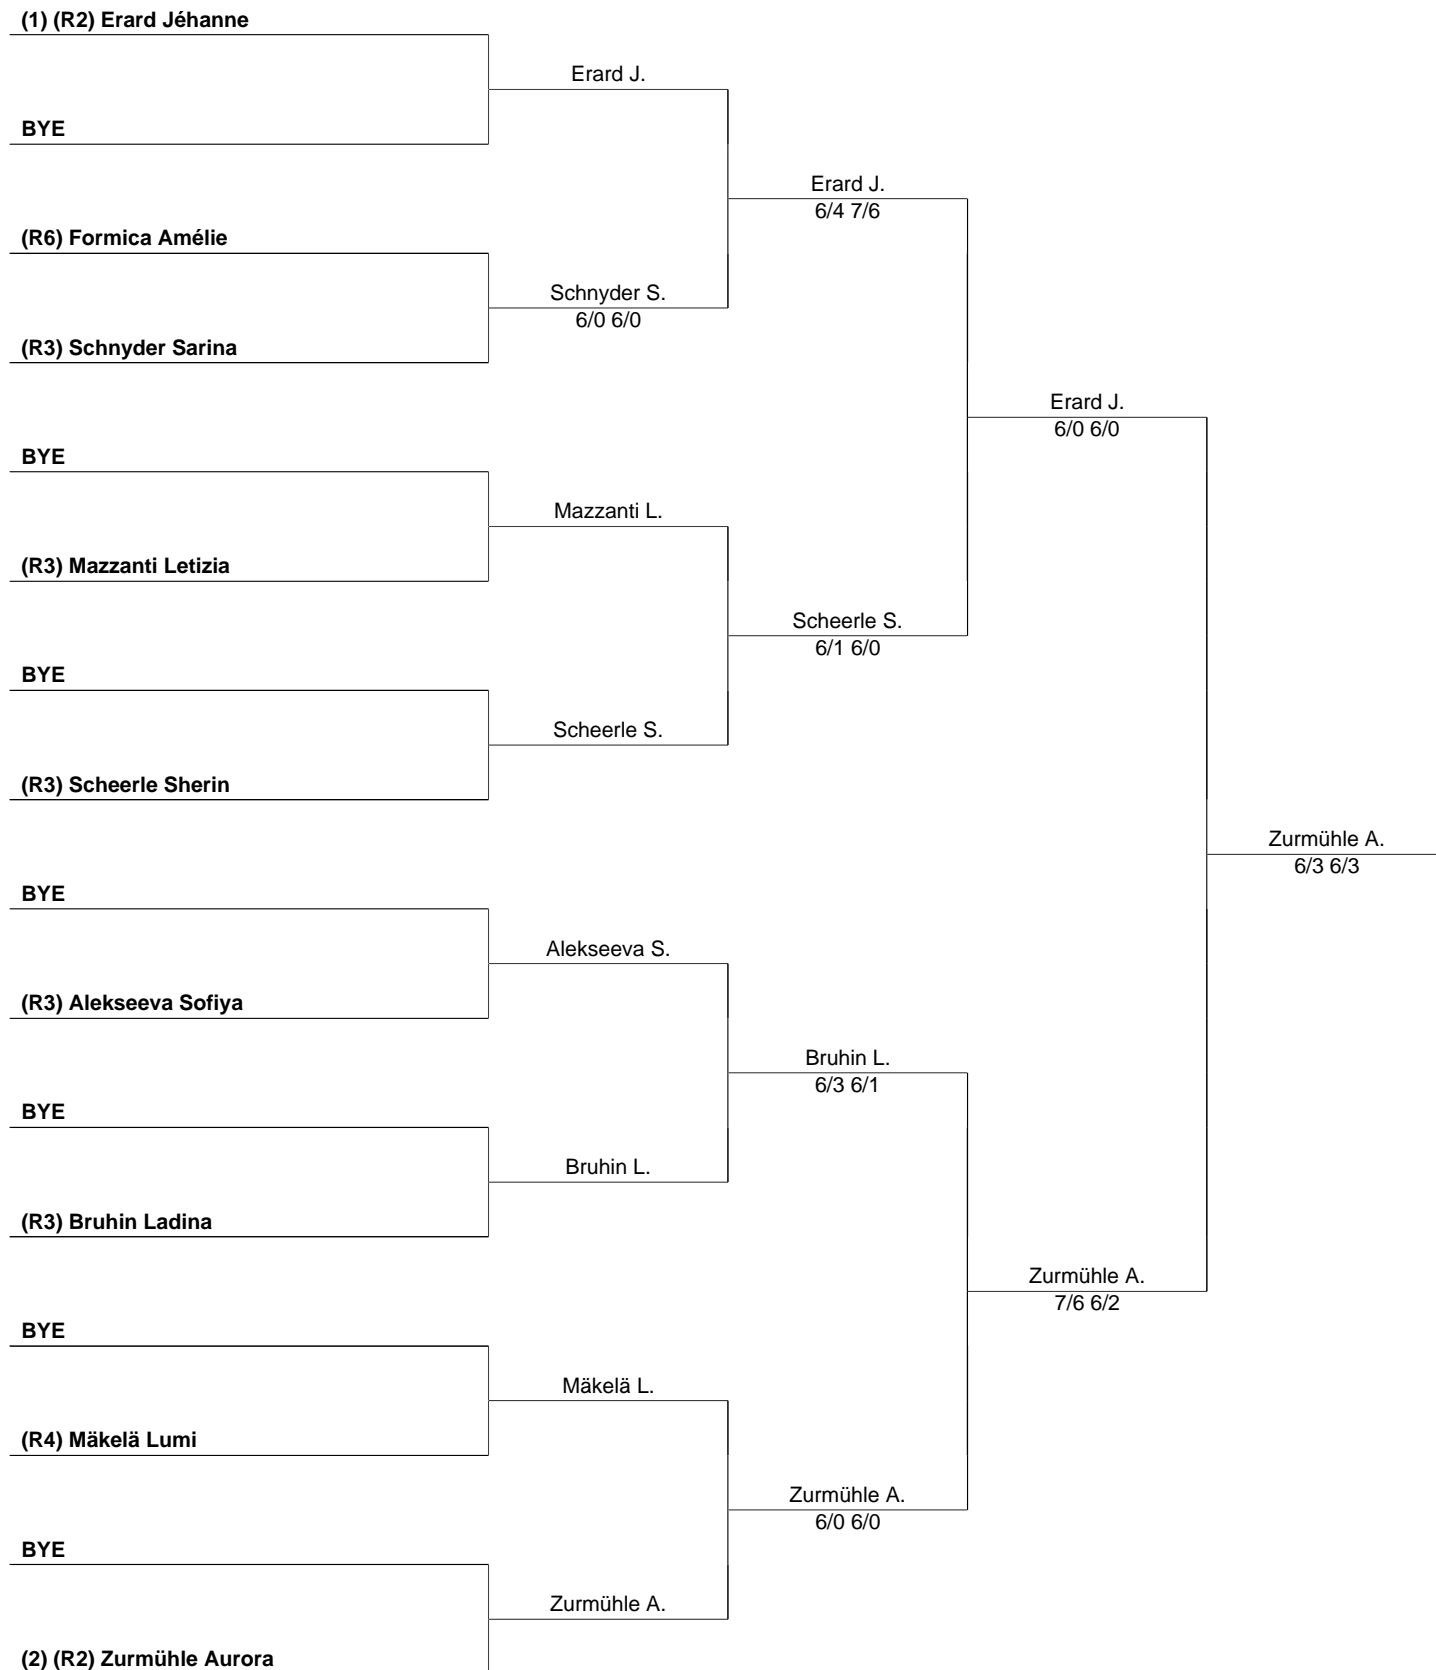 (1) (R2) Erard Jéhanne
Erard J.
BYE
Erard J.
6/4 7/6
(R6) Formica Amélie
Schnyder S.
6/0 6/0
(R3) Schnyder Sarina
Erard J.
6/0 6/0
BYE
Mazzanti L.
(R3) Mazzanti Letizia
Scheerle S.
6/1 6/0
BYE
Scheerle S.
(R3) Scheerle Sherin
Zurmühle A.
6/3 6/3
BYE
Alekseeva S.
(R3) Alekseeva Sofiya
Bruhin L.
6/3 6/1
BYE
Bruhin L.
(R3) Bruhin Ladina
Zurmühle A.
7/6 6/2
BYE
Mäkelä L.
(R4) Mäkelä Lumi
Zurmühle A.
6/0 6/0
BYE
Zurmühle A.
(2) (R2) Zurmühle Aurora